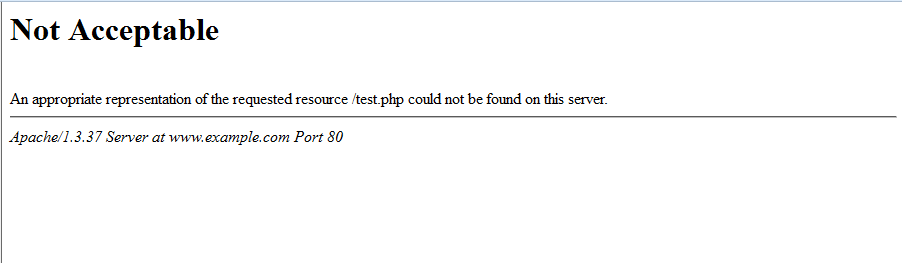 Not Acceptable
An appropriate representation of the requested resource /test.php could not be found on this server.
Apache/1.3.37 Server at www.example.com Port 80